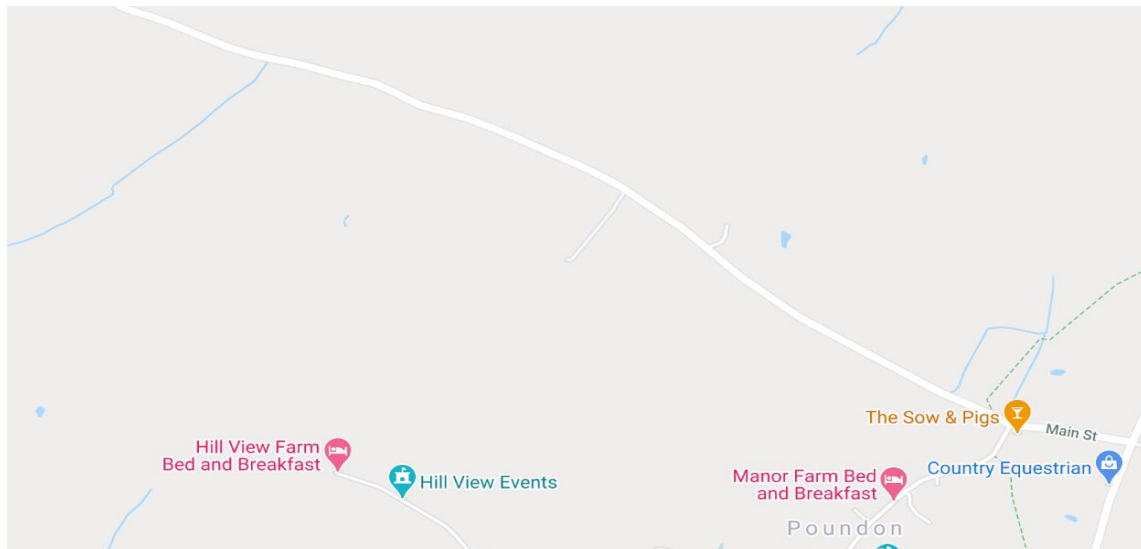 The Sow & Pigs
Main St
Hill View Farm
Bed and Breakfast
Hill View Events
Manor Farm Bed
and Breakfast
Country Equestrian
Poundon